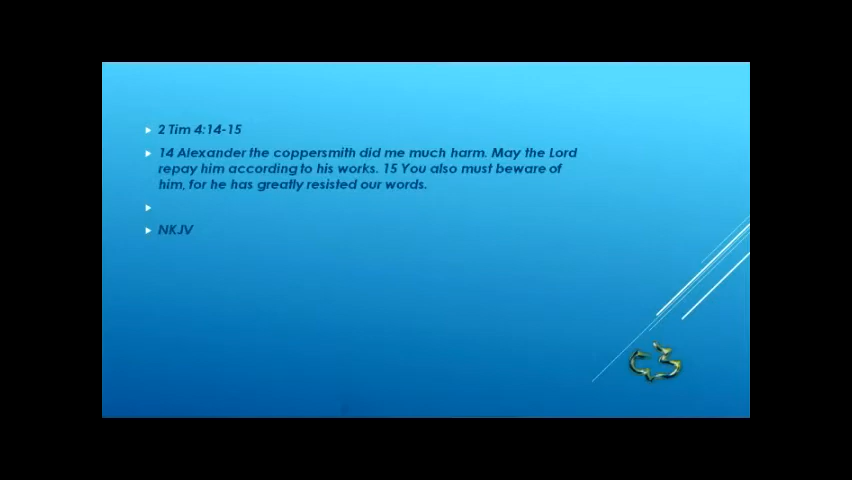 2 Tim 4:14-15
14 Alexander the coppersmith did me much harm. May the Lord
repay him according to his works. 15 You also must beware of
him, for he has greatly resisted our words.
NKJV